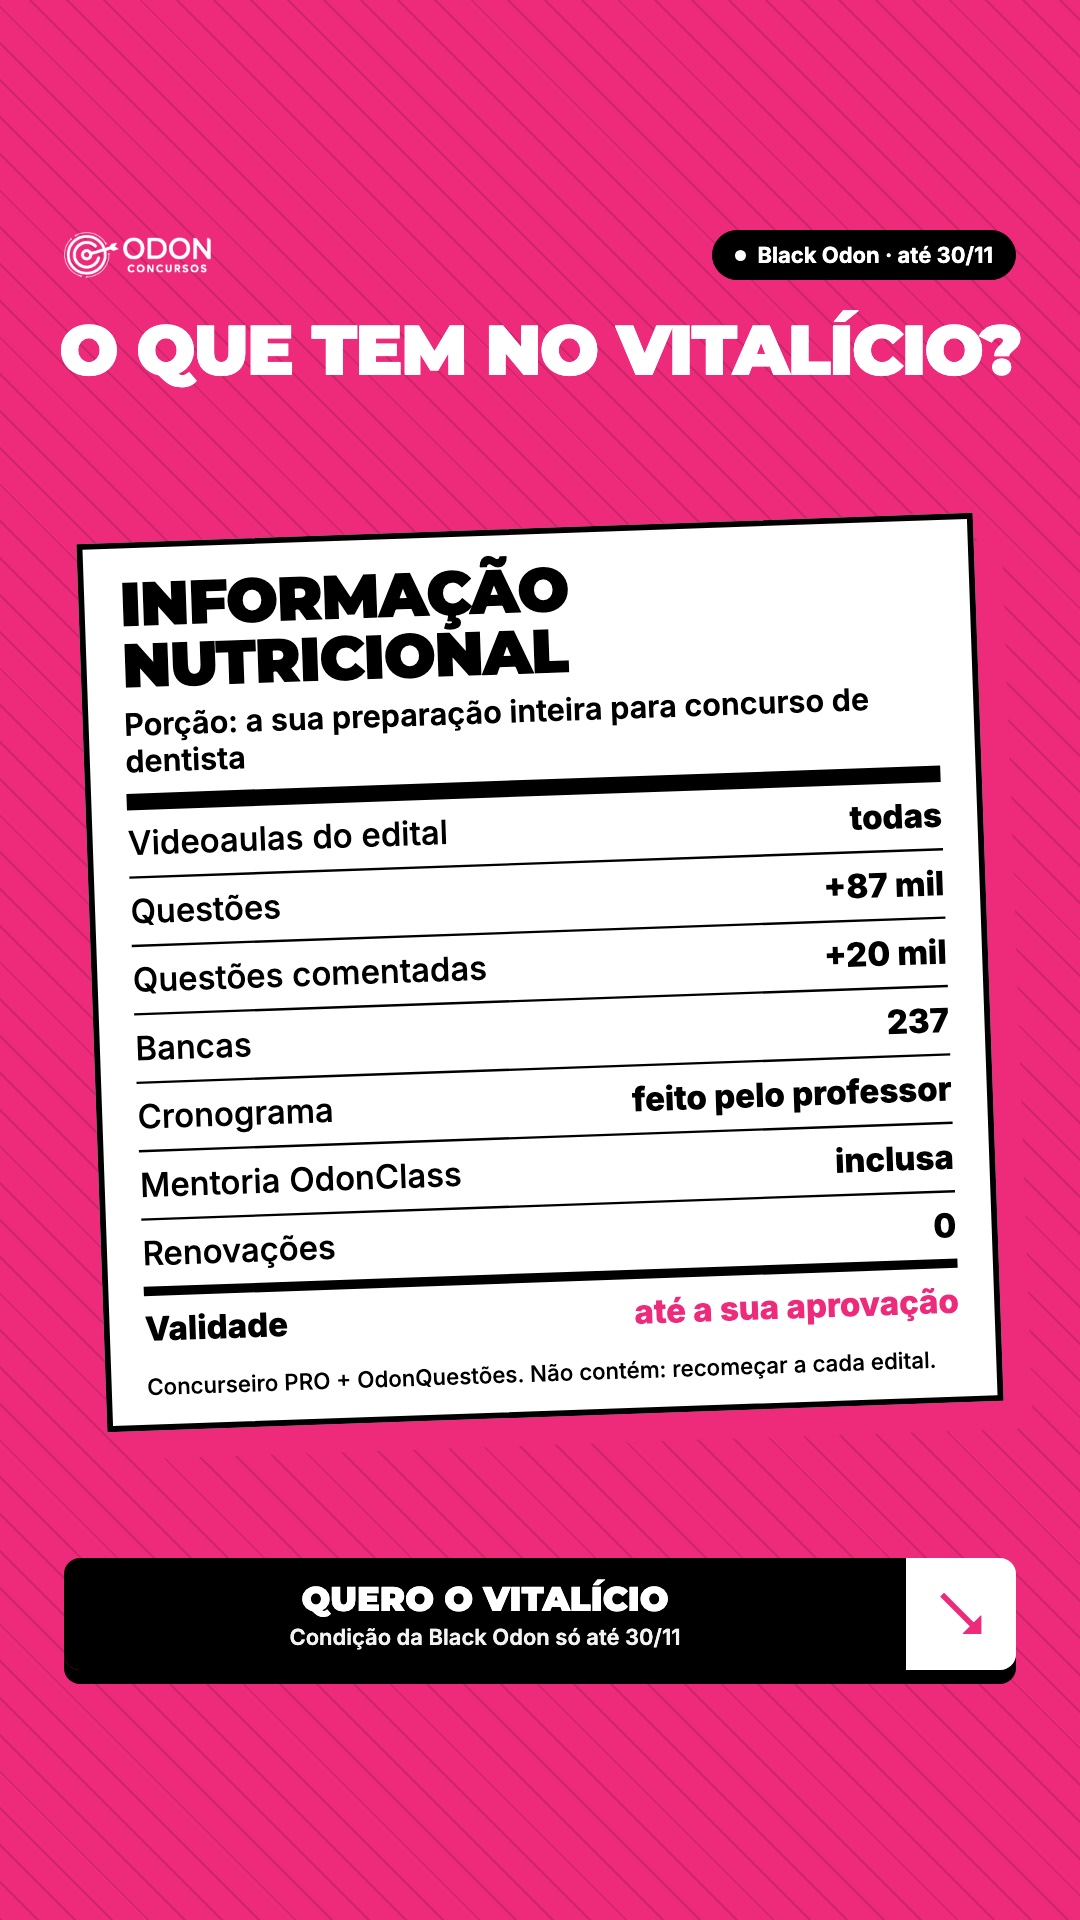 ODON
CONCURSOS
Black Odon · até 30/11
O QUE TEM NO VITALÍCIO?
INFORMAÇÃO
NUTRICIONAL
Porção: a sua preparação inteira para concurso de
dentista
Videoaulas do edital todas
Questões +87 mil
Questões comentadas +20 mil
Bancas 237
Cronograma feito pelo professor
Mentoria OdonClass inclusa
Renovações 0
Validade até a sua aprovação
Concurseiro PRO + OdonQuestões. Não contém: recomeçar a cada edital.
QUERO O VITALÍCIO
Condição da Black Odon só até 30/11